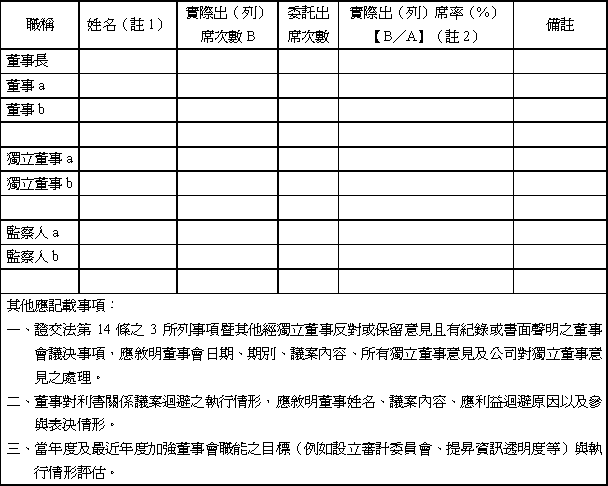 職稱 姓名（註1） 實際出（列）席次數B 委託出席次數 實際出（列）席率(%)【B／A】（註2） 備註
董事長
董事a
董事b
獨立董事a
獨立董事b
監察人a
監察人b
其他應記載事項：
一、證交法第 14 條之 3 所列事項暨其他經獨立董事反對或保留意見且有紀錄或書面聲明之董事
會議決事項，應敘明董事會日期、期別、議案內容、所有獨立董事意見及公司對獨立董事意
見之處理。
二、董事對利害關係議案迴避之執行情形，應敘明董事姓名、議案內容、應利益迴避原因以及參
與表決情形。
三、當年度及最近年度加強董事會職能之目標（例如設立審計委員會、提昇資訊透明度等）與執
行情形評估。